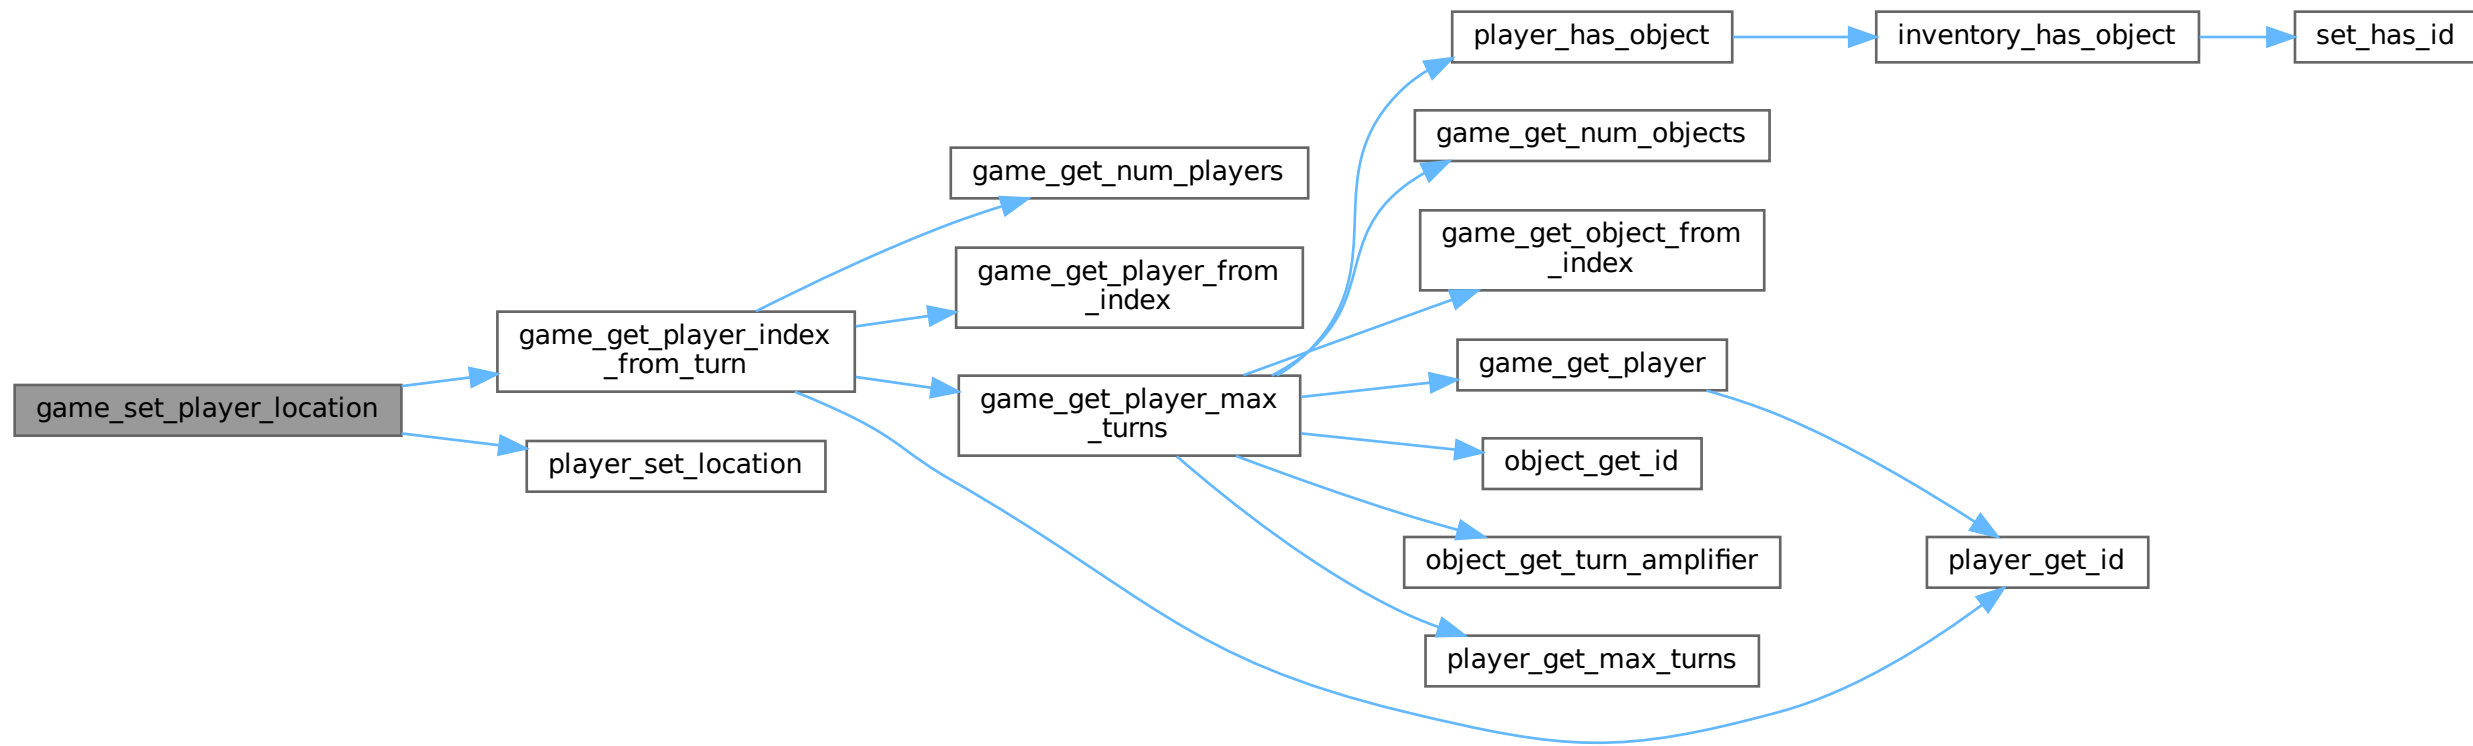 game_set_player_location
game_get_player_index
_from_turn
player_set_location
game_get_num_players
game_get_player_from
_index
game_get_player_max
_turns
player_has_object
game_get_num_objects
game_get_object_from
_index
game_get_player
object_get_id
object_get_turn_amplifier
player_get_max_turns
inventory_has_object
player_get_id
set_has_id